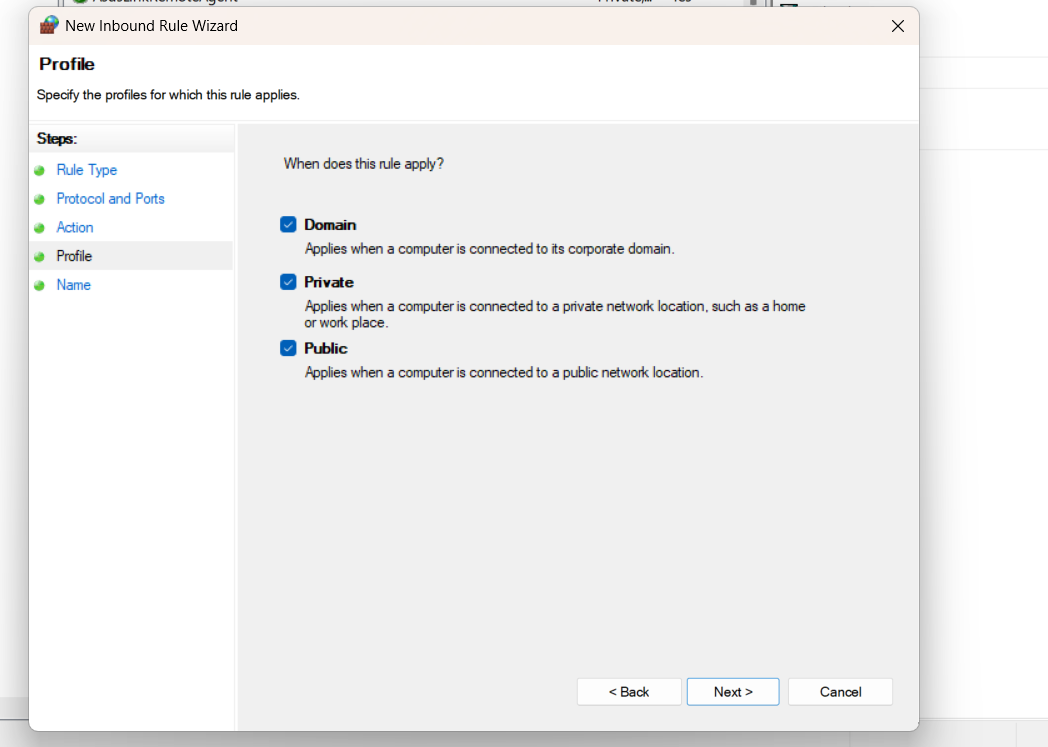 New Inbound Rule Wizard
Profile
Specify the profiles for which this rule applies.
Steps:
Rule Type
Protocol and Ports
Action
Profile
Name
When does this rule apply?
Domain
Applies when a computer is connected to its corporate domain.
Private
Applies when a computer is connected to a private network location, such as a home
or work place.
Public
Applies when a computer is connected to a public network location.
< Back
Next >
Cancel